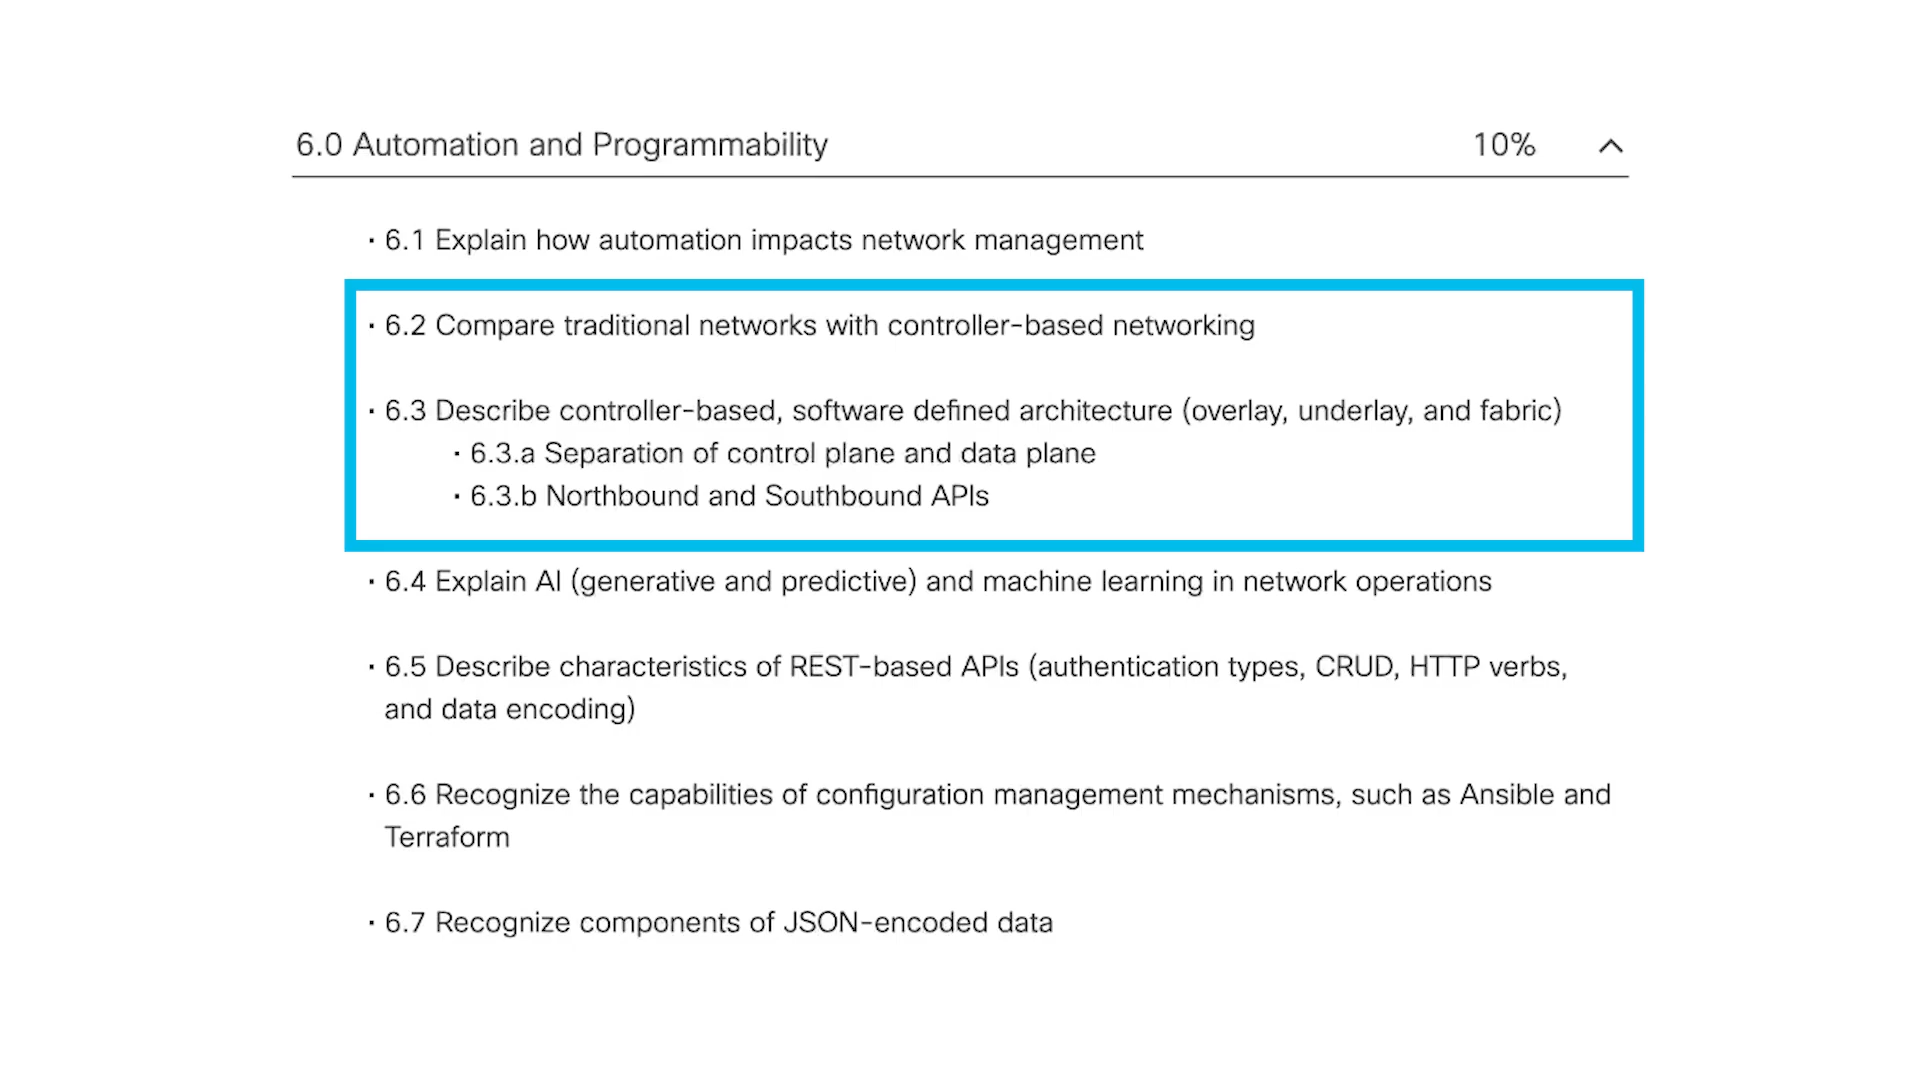 6.0 Automation and Programmability 10%
· 6.1 Explain how automation impacts network management
· 6.2 Compare traditional networks with controller-based networking
· 6.3 Describe controller-based, software defined architecture (overlay, underlay, and fabric)
· 6.3.a Separation of control plane and data plane
· 6.3.b Northbound and Southbound APIs
· 6.4 Explain AI (generative and predictive) and machine learning in network operations
· 6.5 Describe characteristics of REST-based APIs (authentication types, CRUD, HTTP verbs,
and data encoding)
· 6.6 Recognize the capabilities of configuration management mechanisms, such as Ansible and
Terraform
· 6.7 Recognize components of JSON-encoded data